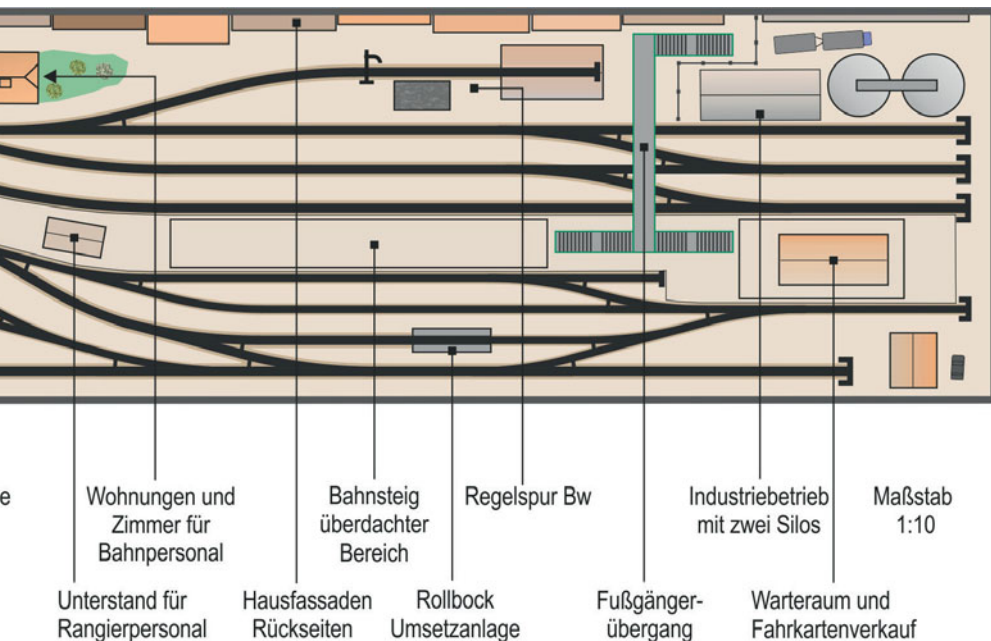 e
Wohnungen und
Zimmer für
Bahnpersonal
Bahnsteig
überdachter
Bereich
Regelspur Bw
Industriebetrieb
mit zwei Silos
Maßstab
1:10
Unterstand für
Rangierpersonal
Hausfassaden
Rückseiten
Rollbock
Umsetzanlage
Fußgänger-
übergang
Warteraum und
Fahrkartenverkauf